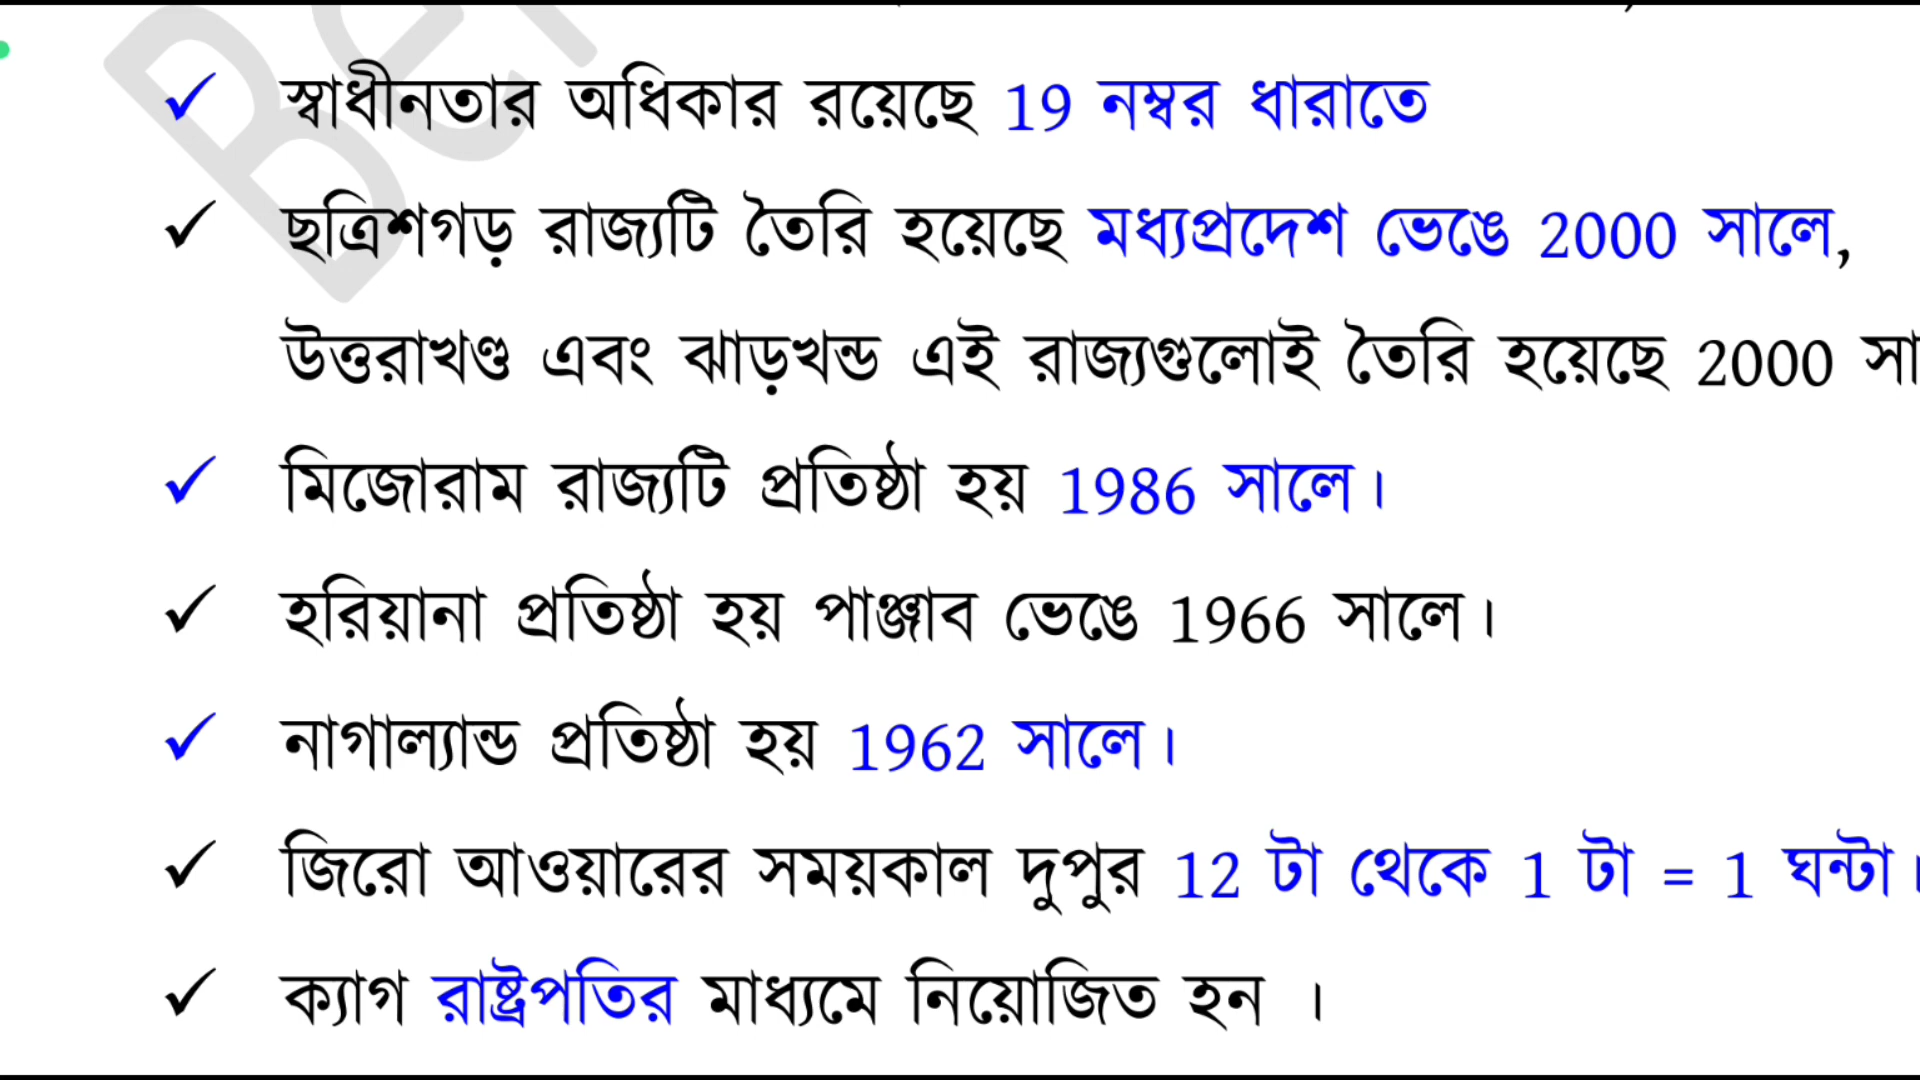 ✓ স্বাধীনতার অধিকার রয়েছে 19 নম্বর ধারাতে
✓ ছত্রিশগড় রাজ্যটি তৈরি হয়েছে মধ্যপ্রদেশ ভেঙে 2000 সালে,
উত্তরাখণ্ড এবং ঝাড়খন্ড এই রাজ্যগুলোই তৈরি হয়েছে 2000 সা
✓ মিজোরাম রাজ্যটি প্রতিষ্ঠা হয় 1986 সালে।
✓ হরিয়ানা প্রতিষ্ঠা হয় পাঞ্জাব ভেঙে 1966 সালে।
✓ নাগাল্যান্ড প্রতিষ্ঠা হয় 1962 সালে।
✓ জিরো আওয়ারের সময়কাল দুপুর 12 টা থেকে 1 টা = 1 ঘন্টা।
✓ ক্যাগ রাষ্ট্রপতির মাধ্যমে নিয়োজিত হন ।